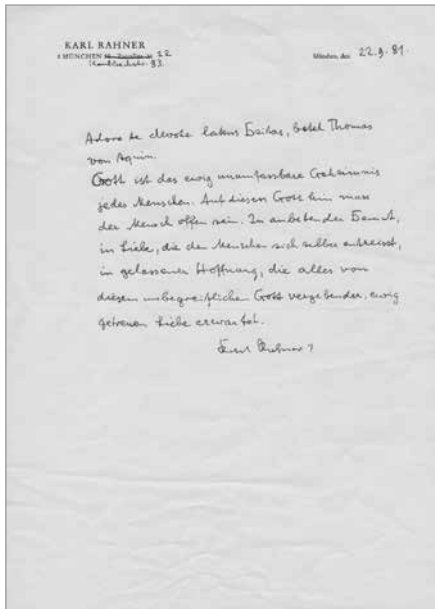 KARL RAHNER
8 MÜNCHEN 22
Kaulbachstr. 33
München, den 22.9.81.
Adoro te devote latens Deitas, betet Thomas
von Aquin.
Gott ist das ewig unumfassbare Geheimnis
jedes Menschen. Auf diesen Gott hin muss
der Mensch offen sein. In anbetender Demut,
in Liebe, die den Menschen sich selber entreisst,
in gelassener Hoffnung, die alles von
dieses unbegreiflichen Gott vergebender, ewig
getreuen Liebe erwartet.
Karl Rahner